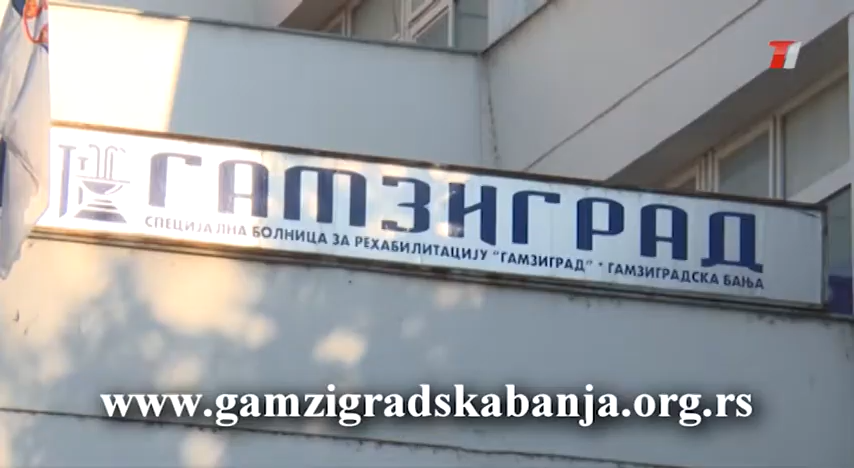 ГАМЗИГРАД
СПЕЦИЈАЛНА БОЛНИЦА ЗА РЕХАБИЛИТАЦИЈУ "ГАМЗИГРАД" · ГАМЗИГРАДСКА БАЊА
www.gamzigradskabanja.org.rs